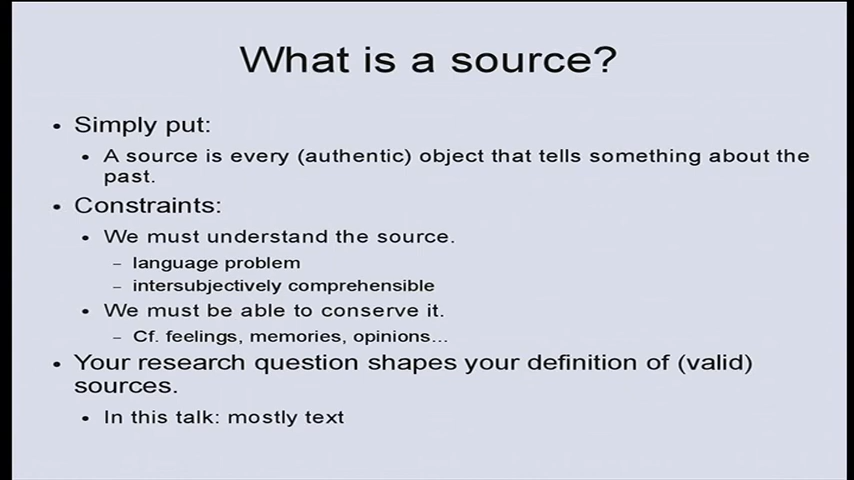 What is a source?
• Simply put:
• A source is every (authentic) object that tells something about the
past.
• Constraints:
• We must understand the source.
– language problem
– intersubjectively comprehensible
• We must be able to conserve it.
– Cf. feelings, memories, opinions...
• Your research question shapes your definition of (valid)
sources.
• In this talk: mostly text